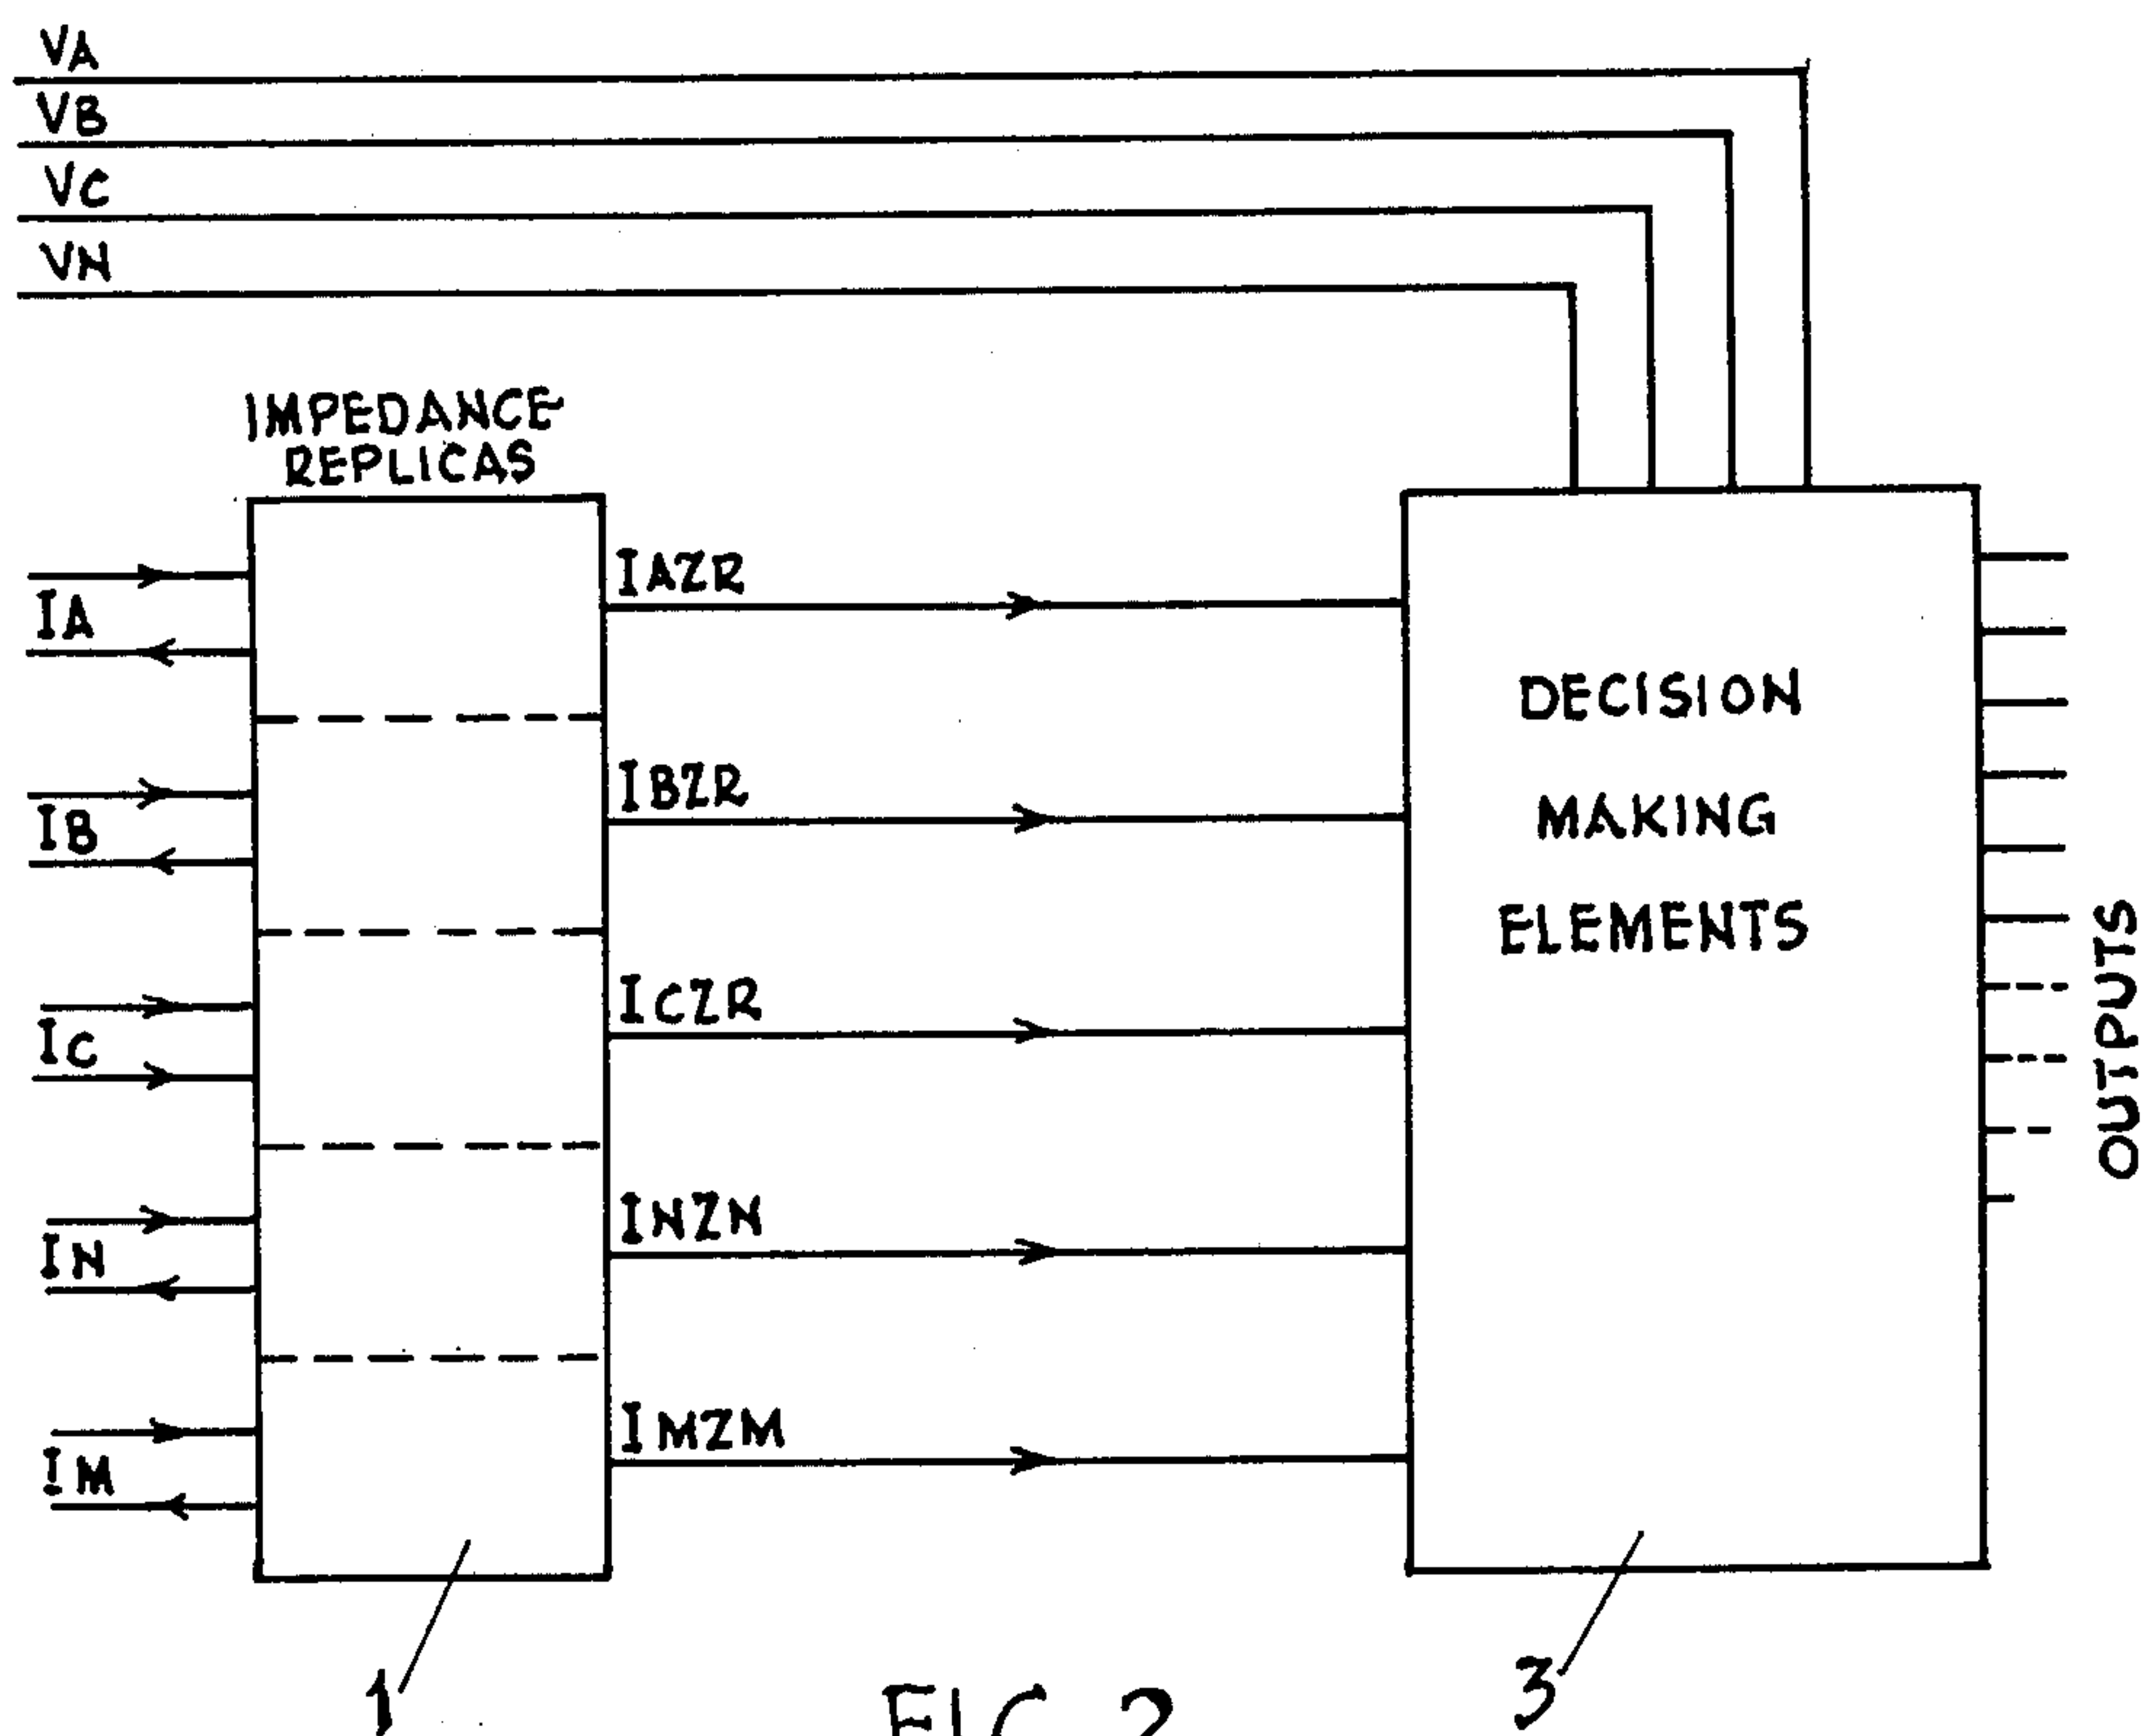 VA
VB
VC
VN
IMPEDANCE
REPLICAS
IA
IB
IC
IN
IM
IAZR
IBZR
ICZR
INZN
IMZM
DECISION
MAKING
ELEMENTS
OUTPUTS
1
3
FIG. 2